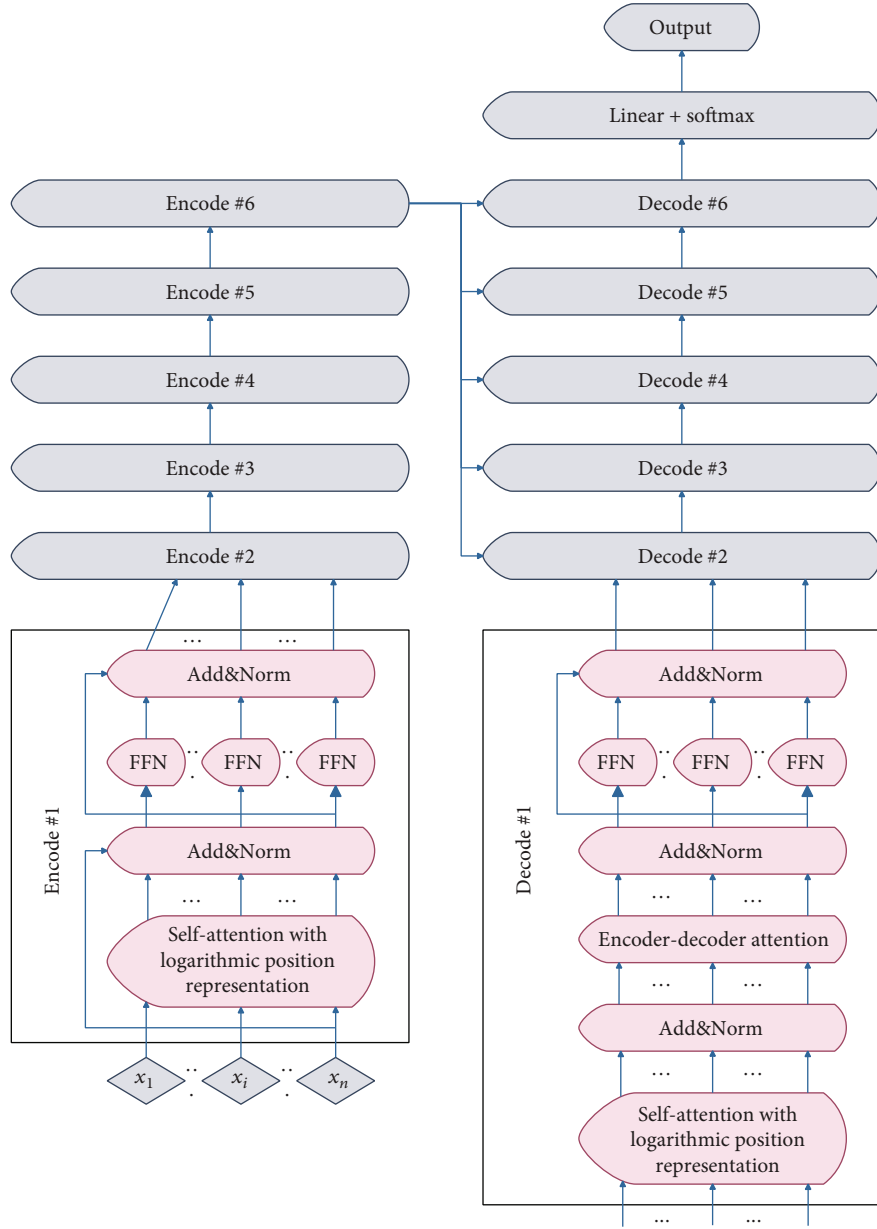 Output
Linear + softmax
Encode #6
Decode #6
Encode #5
Decode #5
Encode #4
Decode #4
Encode #3
Decode #3
Encode #2
Decode #2
Encode #1
... ...
Add&Norm
FFN .. . FFN .. . FFN
Add&Norm
... ...
Self-attention with
logarithmic position
representation
x1 .. . xi .. . xn
Decode #1
Add&Norm
FFN .. . FFN .. . FFN
Add&Norm
... ...
Encoder-decoder attention
... ...
Add&Norm
... ...
Self-attention with
logarithmic position
representation
... ...